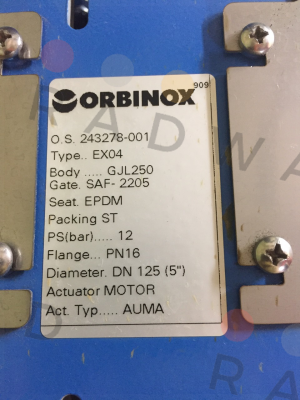 909
ORBINOX
O.S. 243278-001
Type.. EX04
Body ..... GJL250
Gate. SAF- 2205
Seat. EPDM
Packing ST
PS(bar)..... 12
Flange... PN16
Diameter. DN 125 (5")
Actuator MOTOR
Act. Typ..... AUMA